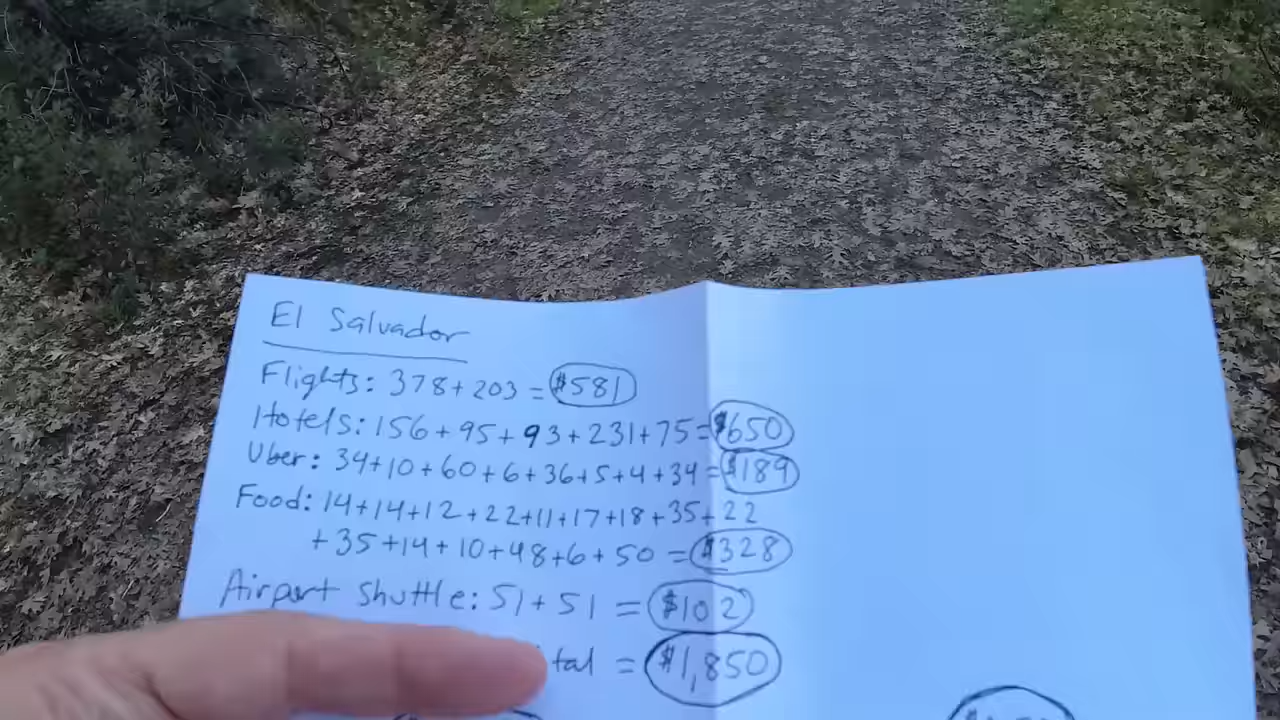 El Salvador
Flights: 378+203 = $581
Hotels: 156+95+93+231+75=$650
Uber: 34+10+60+6+36+5+4+34=$189
Food: 14+14+12+22+11+17+18+35+22
+35+14+10+48+6+50 = $328
Airport shuttle: 51+51 = $102
= $1,850